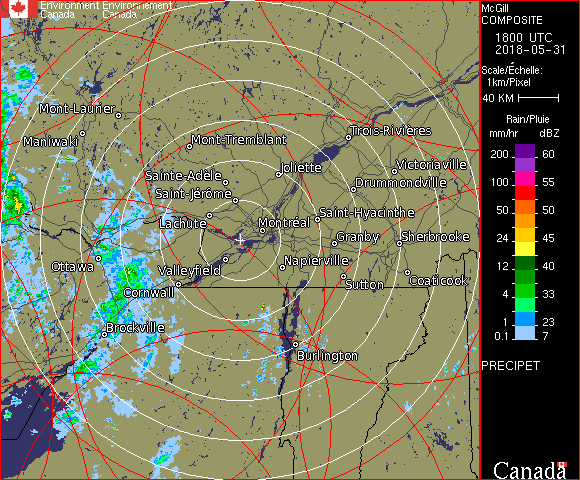 Environment Environnement
Canada Canada
McGill
COMPOSITE
1800 UTC
2018-05-31
Scale/Échelle:
1km/Pixel
40 KM
Rain/Pluie
mm/hr dBZ
200 60
100 55
50 50
24 45
12 40
4 33
1 23
0.1 7
PRECIPET
Canada
Mont-Laurier
Maniwaki
Mont-Tremblant
Trois-Rivières
Joliette
Victoriaville
Sainte-Adèle
Drummondville
Saint-Jérôme
Lachute
Saint-Hyacinthe
Montréal
Granby
Sherbrooke
Ottawa
Valleyfield
Napierville
Sutton
Coaticook
Cornwall
Brockville
Burlington